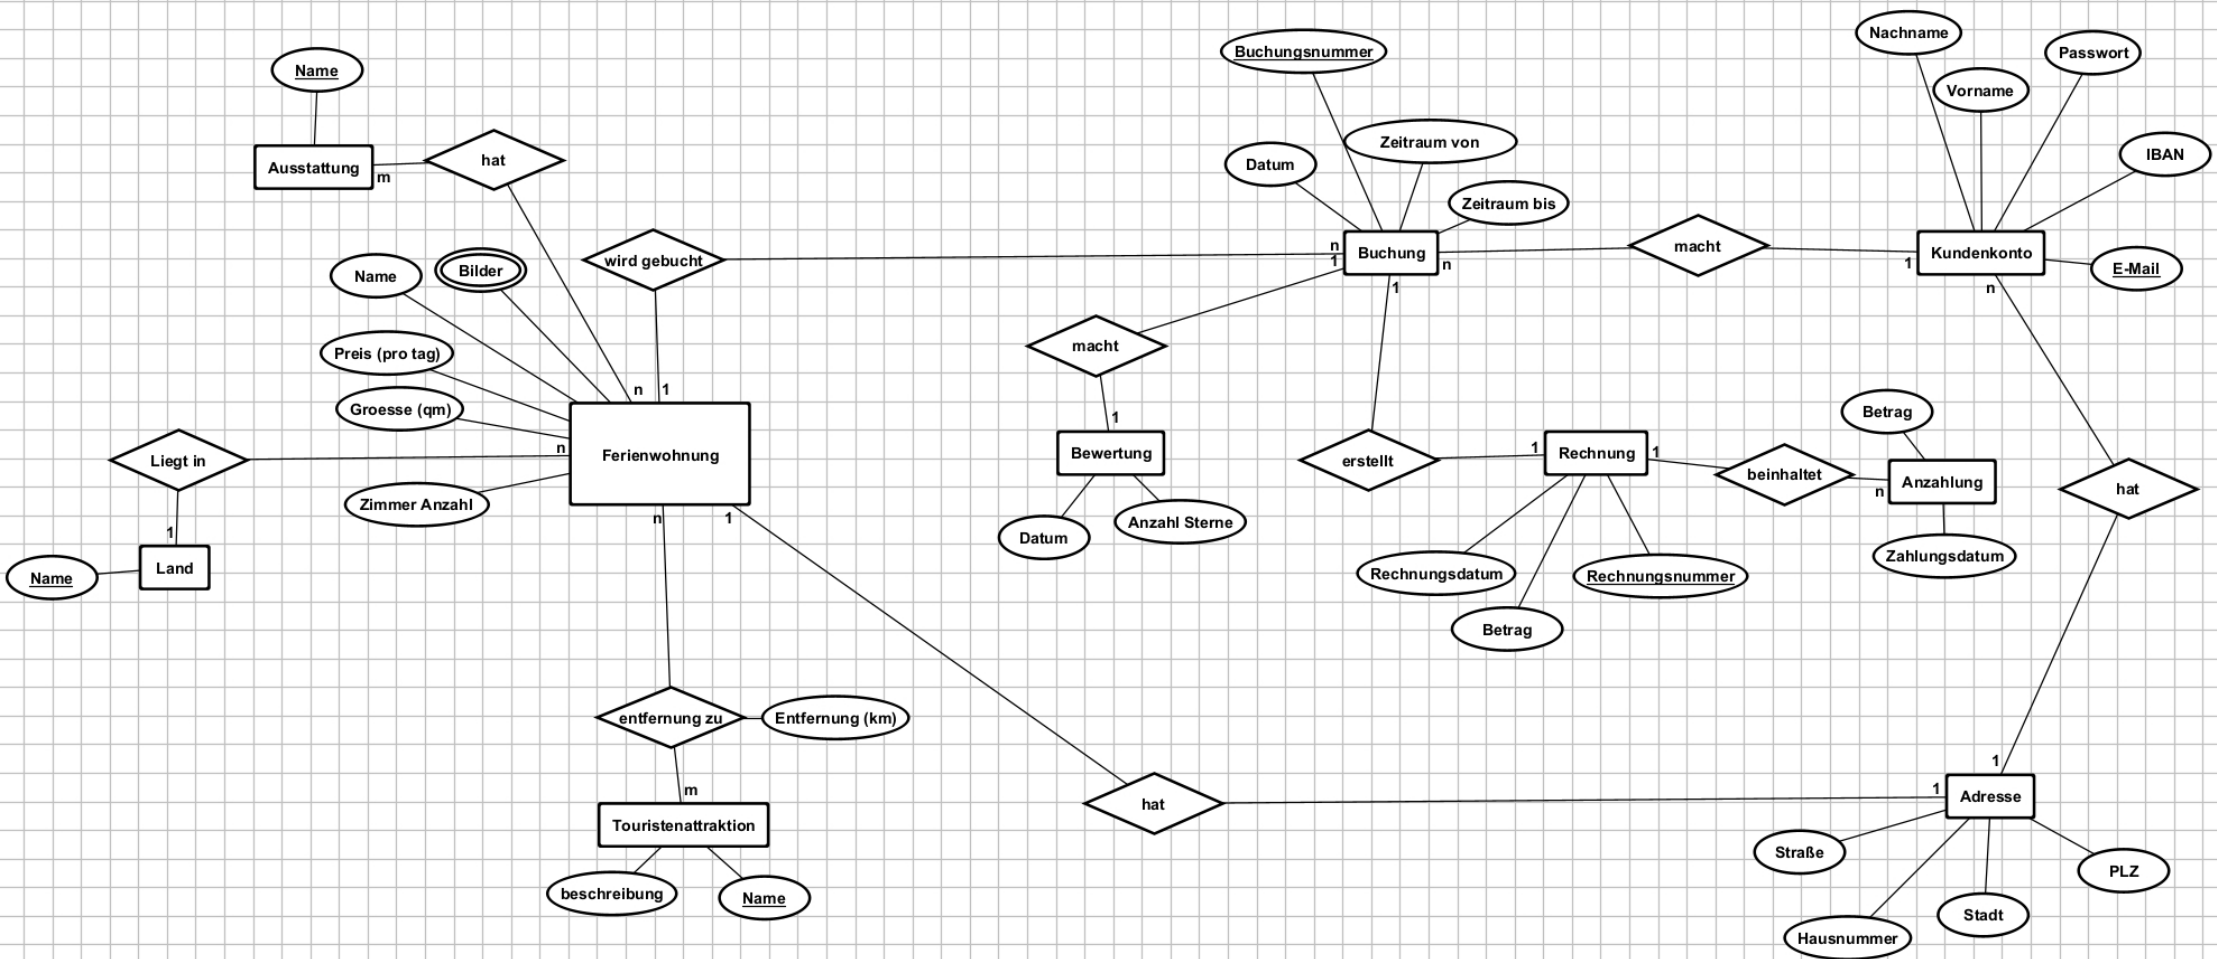 Nachname
Buchungsnummer
Passwort
Name
Vorname
Zeitraum von
Datum
IBAN
hat
Ausstattung
m
Zeitraum bis
n
macht
wird gebucht
1
Buchung
n
1
Kundenkonto
E-Mail
Name
Bilder
1
n
macht
Preis (pro tag)
n
1
Groesse (qm)
1
Betrag
n
Ferienwohnung
Bewertung
1
Rechnung
1
Liegt in
erstellt
beinhaltet
Anzahlung
n
hat
Zimmer Anzahl
n
1
Anzahl Sterne
1
Datum
Zahlungsdatum
Land
Name
Rechnungsdatum
Rechnungsnummer
Betrag
entfernung zu
Entfernung (km)
1
m
1
Adresse
hat
Touristenattraktion
Straße
PLZ
beschreibung
Name
Stadt
Hausnummer